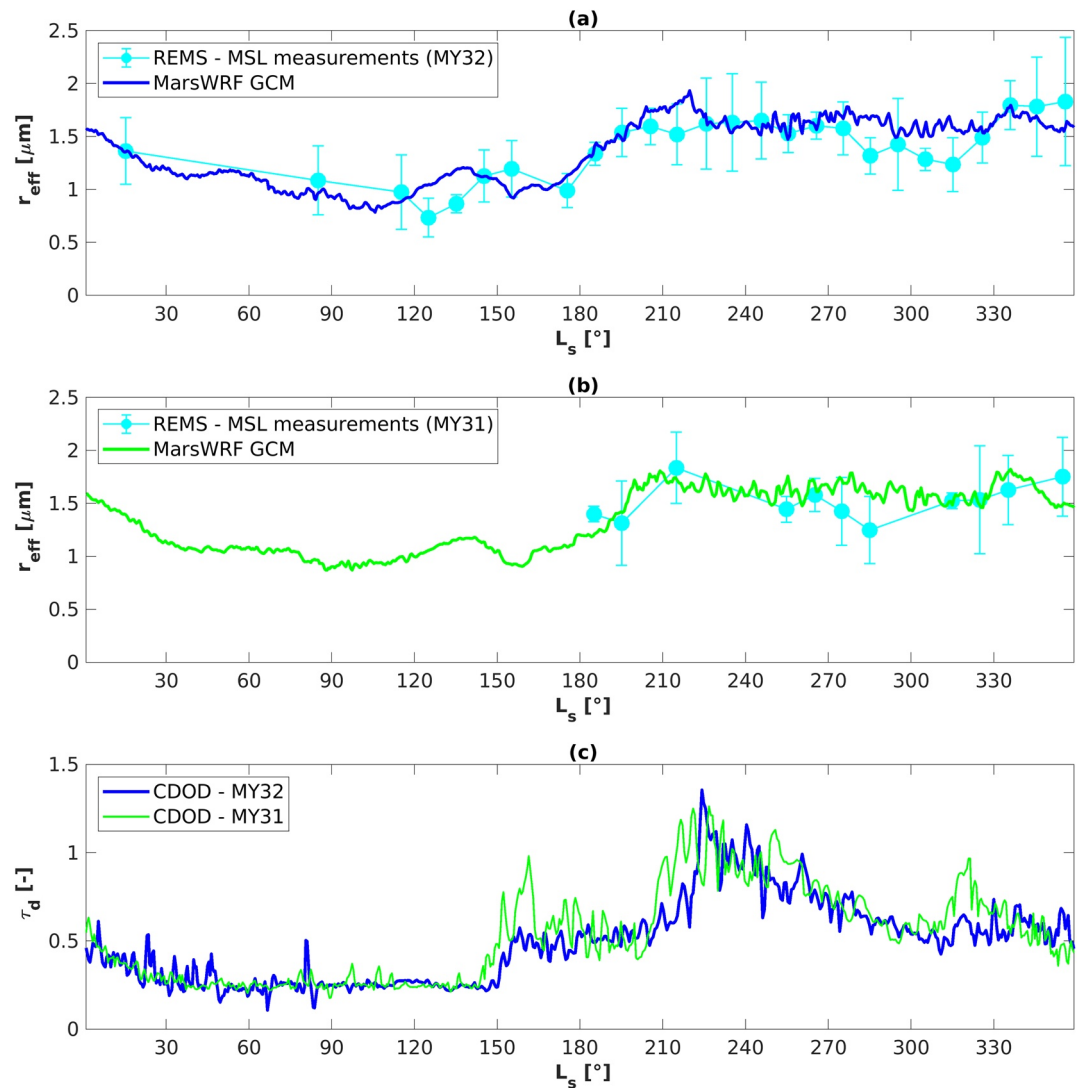 (a)
2.5
2
1.5
1
0.5
0
r_eff [μm]
REMS - MSL measurements (MY32)
MarsWRF GCM
30 60 90 120 150 180 210 240 270 300 330
L_s [°]
(b)
2.5
2
1.5
1
0.5
0
r_eff [μm]
REMS - MSL measurements (MY31)
MarsWRF GCM
30 60 90 120 150 180 210 240 270 300 330
L_s [°]
(c)
1.5
1
0.5
0
τ_d [-]
CDOD - MY32
CDOD - MY31
30 60 90 120 150 180 210 240 270 300 330
L_s [°]